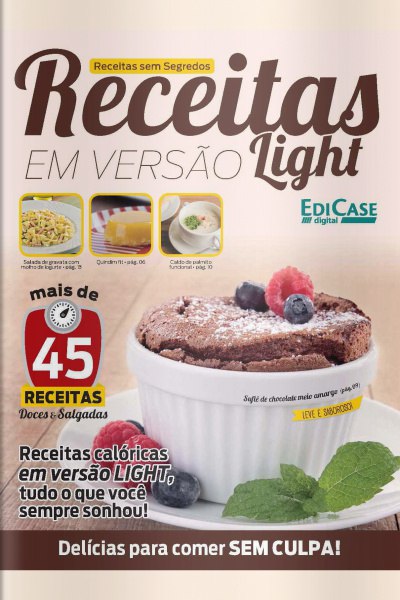 Receitas sem Segredos
Receitas
EM VERSÃO Light
EDICASE
digital
Salada de gravata com
molho de iogurte • pág. 13
Quindim fit • pág. 06
Caldo de palmito
funcional • pág. 10
mais de
45
RECEITAS
Doces & Salgadas
Suflê de chocolate meio amargo (pág. 09)
LEVE E SABOROSO!
Receitas calóricas
em versão LIGHT,
tudo o que você
sempre sonhou!
Delícias para comer SEM CULPA!